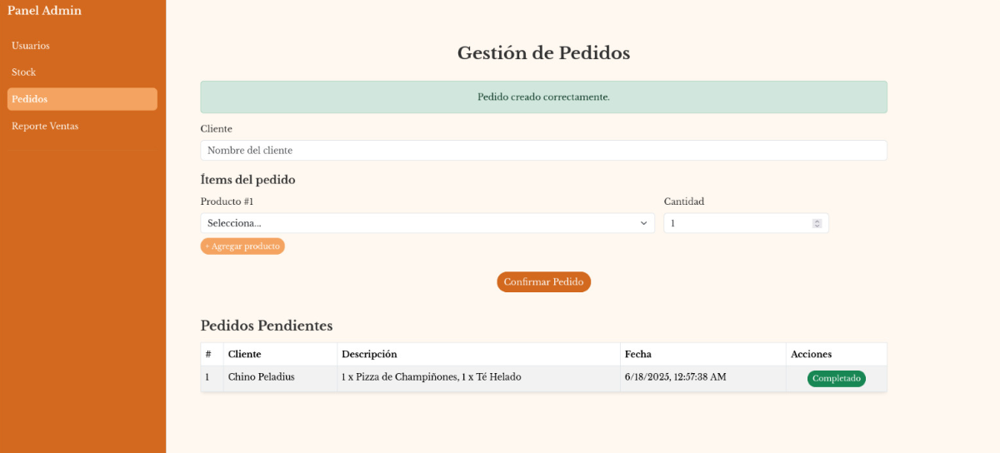 Panel Admin
Usuarios
Stock
Pedidos
Reporte Ventas
Gestión de Pedidos
Pedido creado correctamente.
Cliente
Nombre del cliente
Ítems del pedido
Producto #1 Cantidad
Selecciona... 1
+ Agregar producto
Confirmar Pedido
Pedidos Pendientes
# Cliente Descripción Fecha Acciones
1 Chino Peladius 1 x Pizza de Champiñones, 1 x Té Helado 6/18/2025, 12:57:38 AM Completado